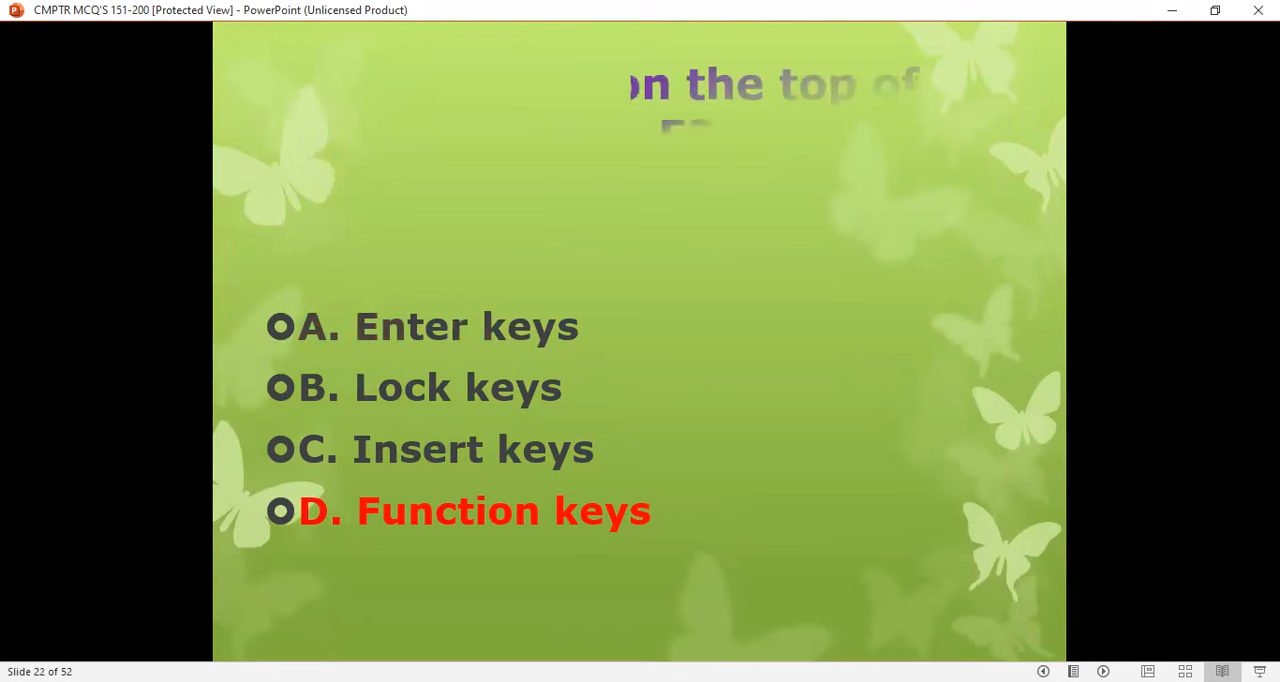 CMPTR MCQ'S 151-200 [Protected View] - PowerPoint (Unlicensed Product)
on the top of
A. Enter keys
B. Lock keys
C. Insert keys
D. Function keys
Slide 22 of 52